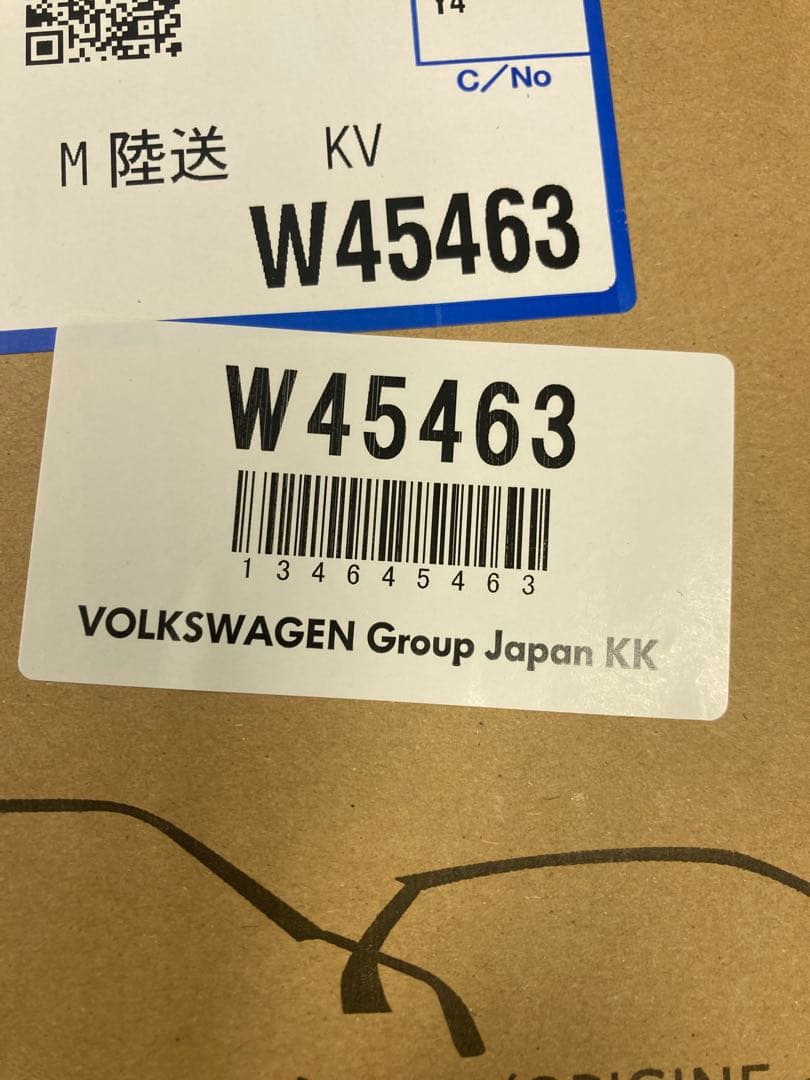 Y4
C/No
M 陸送 KV
W45463
W45463
134645463
VOLKSWAGEN Group Japan KK